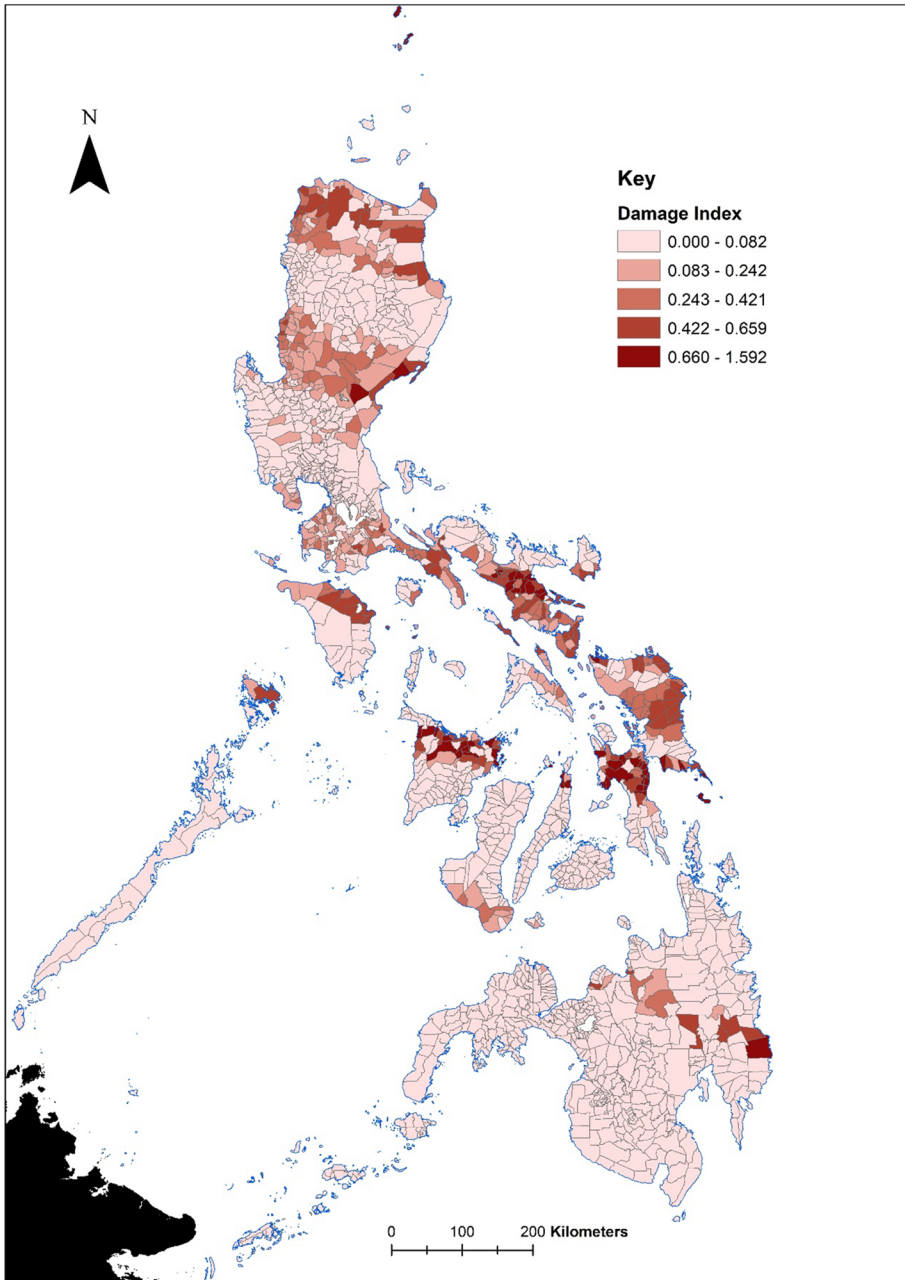 N
Key
Damage Index
0.000 - 0.082
0.083 - 0.242
0.243 - 0.421
0.422 - 0.659
0.660 - 1.592
0 100 200 Kilometers